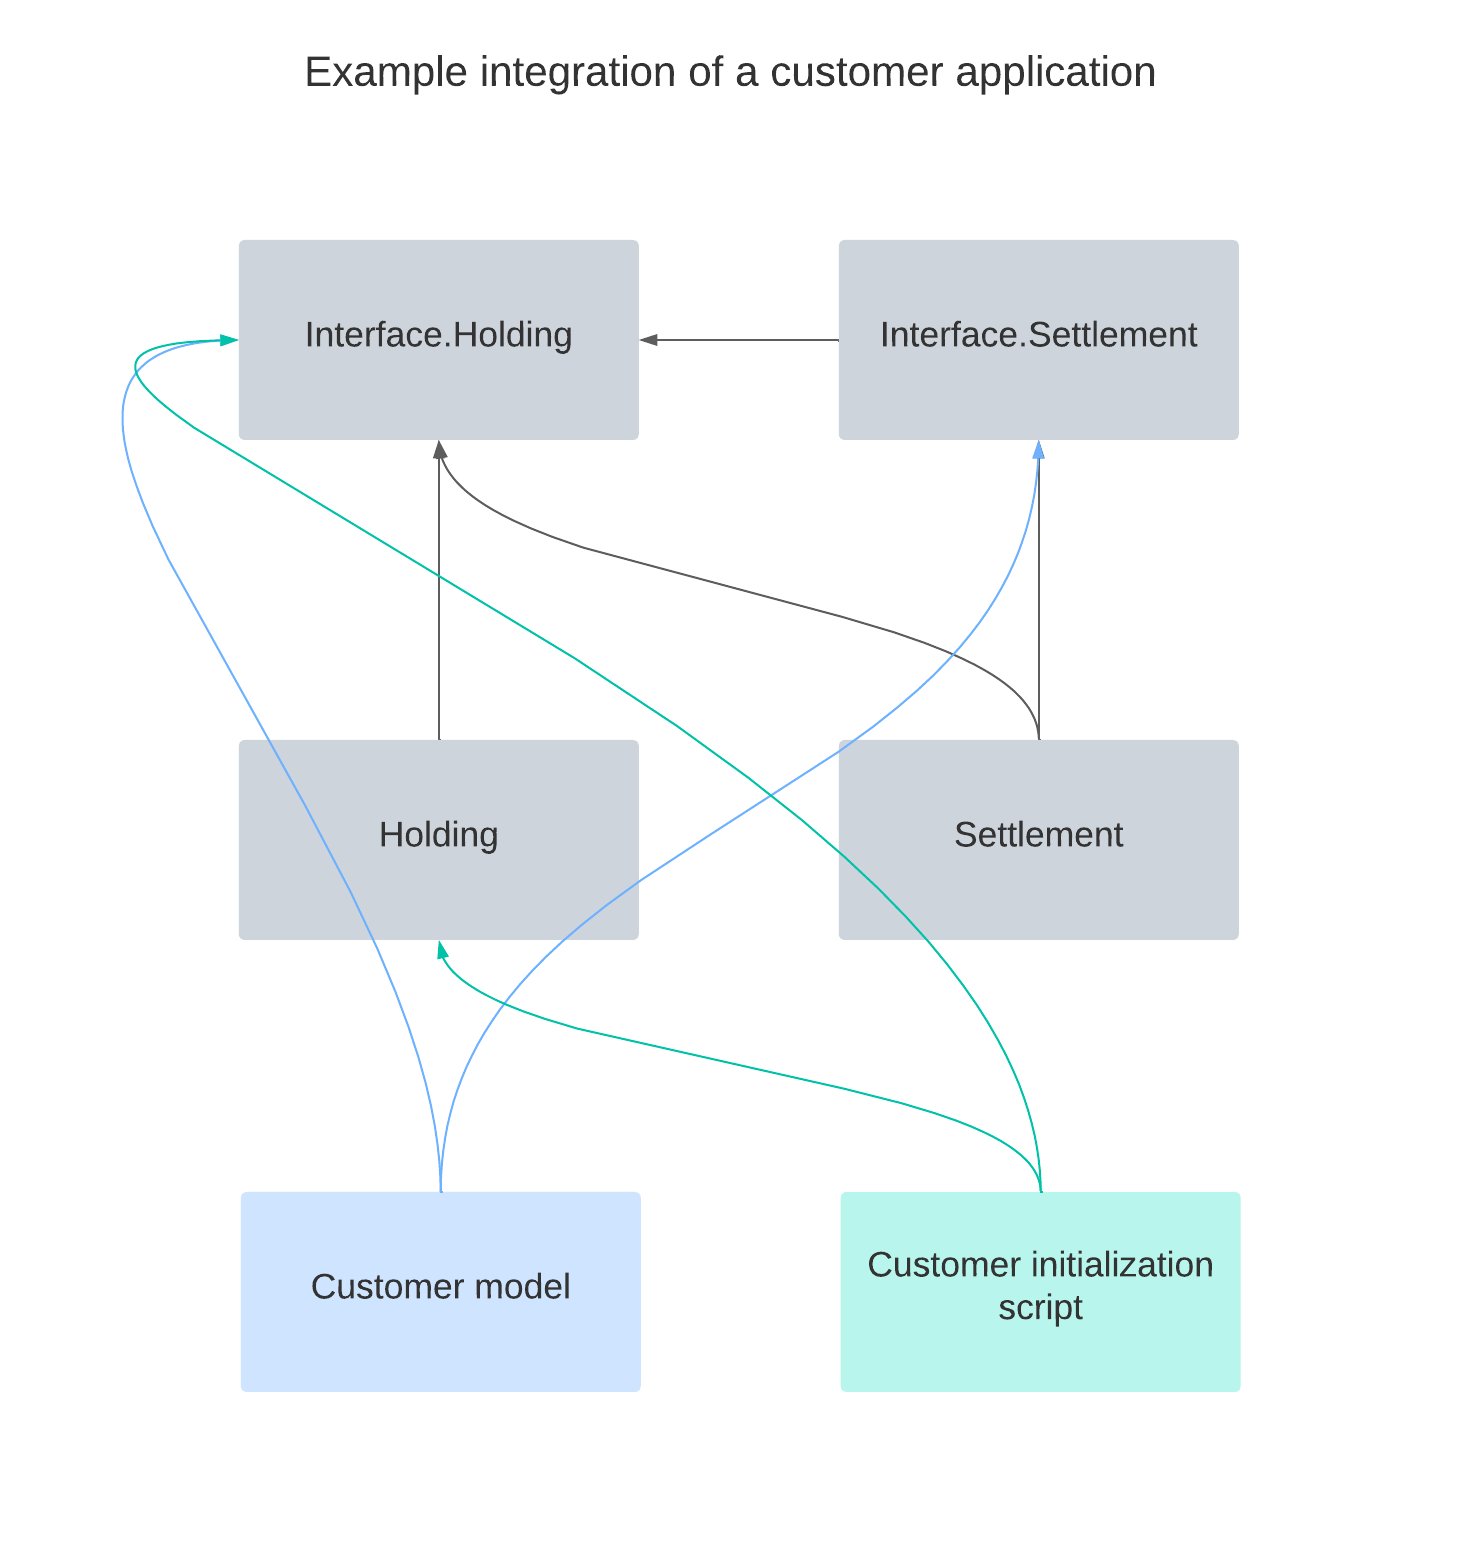 Example integration of a customer application
Interface.Holding
Interface.Settlement
Holding
Settlement
Customer model
Customer initialization
script